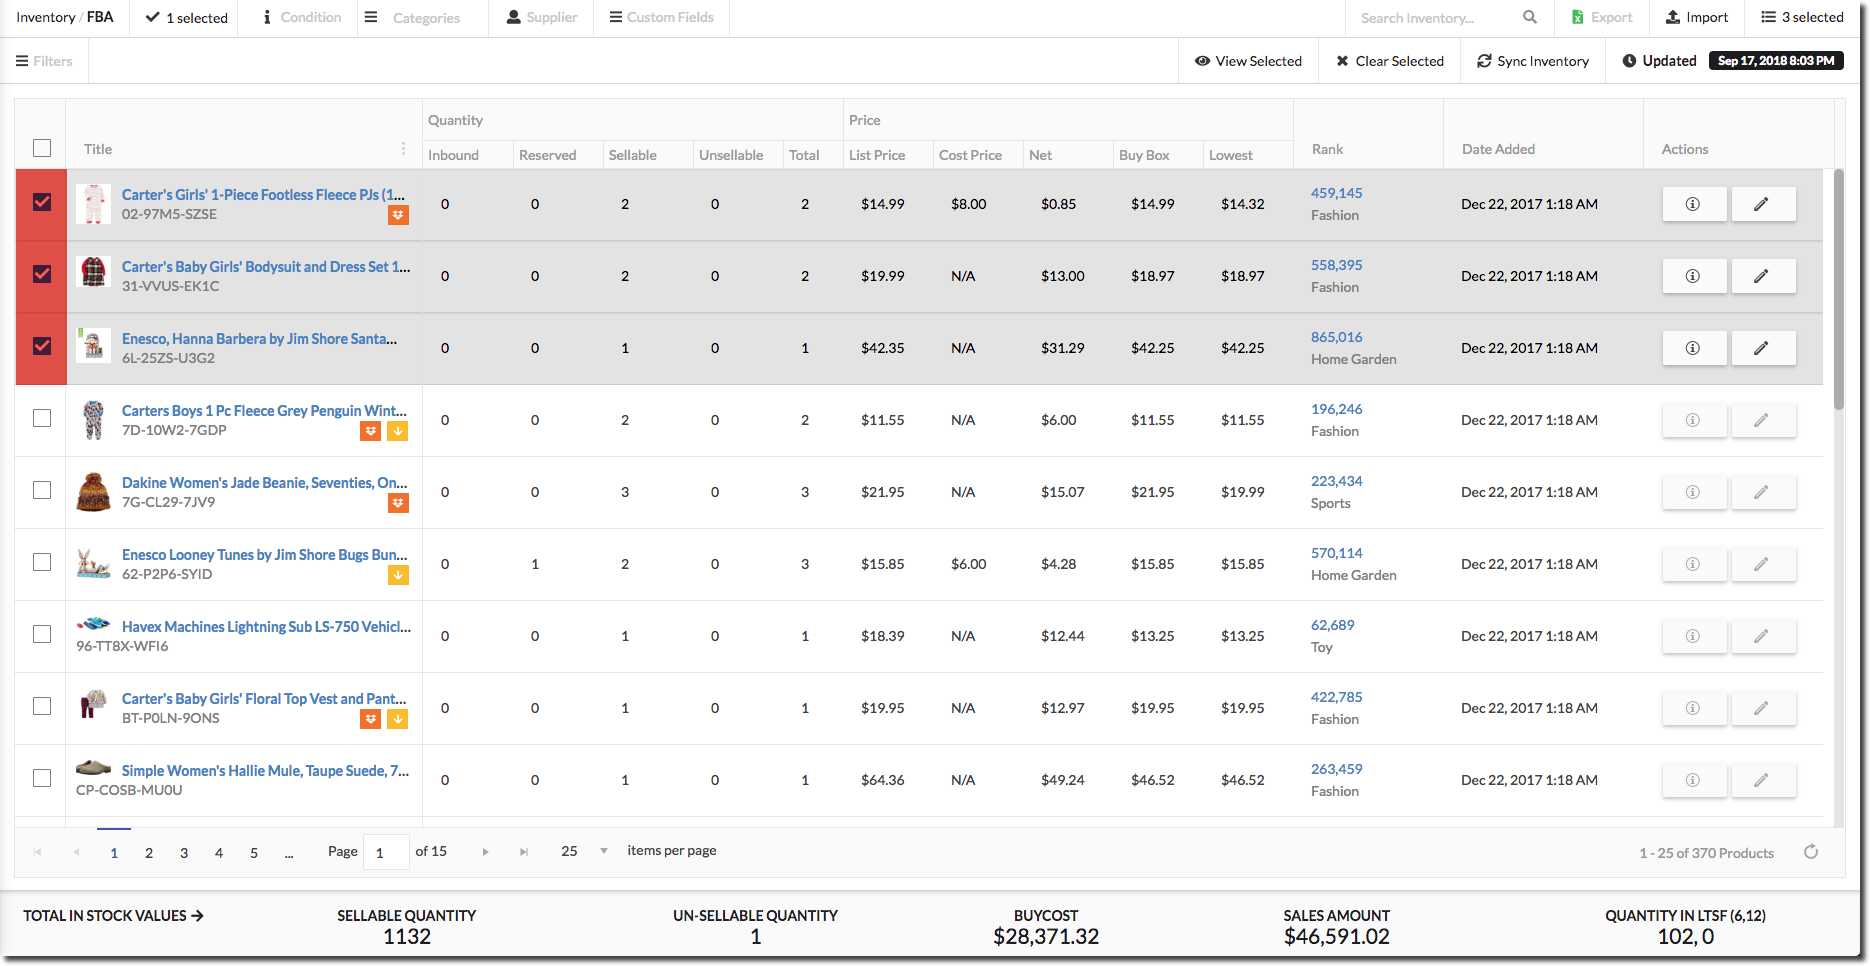 Inventory / FBA
1 selected
Condition
Categories
Supplier
Custom Fields
Search Inventory...
Export
Import
3 selected
Filters
View Selected
Clear Selected
Sync Inventory
Updated Sep 17, 2018 8:03 PM
Quantity Price
Title Inbound Reserved Sellable Unsellable Total List Price Cost Price Net Buy Box Lowest Rank Date Added Actions
Carter's Girls' 1-Piece Footless Fleece PJs (1...
02-97M5-SZSE
0 0 2 0 2 $14.99 $8.00 $0.85 $14.99 $14.32
459,145
Fashion
Dec 22, 2017 1:18 AM
Carter's Baby Girls' Bodysuit and Dress Set 1...
31-VVUS-EK1C
0 0 2 0 2 $19.99 N/A $13.00 $18.97 $18.97
558,395
Fashion
Dec 22, 2017 1:18 AM
Enesco, Hanna Barbera by Jim Shore Santa...
6L-25ZS-U3G2
0 0 1 0 1 $42.35 N/A $31.29 $42.25 $42.25
865,016
Home Garden
Dec 22, 2017 1:18 AM
Carters Boys 1 Pc Fleece Grey Penguin Wint...
7D-10W2-7GDP
0 0 2 0 2 $11.55 N/A $6.00 $11.55 $11.55
196,246
Fashion
Dec 22, 2017 1:18 AM
Dakine Women's Jade Beanie, Seventies, On...
7G-CL29-7JV9
0 0 3 0 3 $21.95 N/A $15.07 $21.95 $19.99
223,434
Sports
Dec 22, 2017 1:18 AM
Enesco Looney Tunes by Jim Shore Bugs Bun...
62-P2P6-SYID
0 1 2 0 3 $15.85 $6.00 $4.28 $15.85 $15.85
570,114
Home Garden
Dec 22, 2017 1:18 AM
Havex Machines Lightning Sub LS-750 Vehicl...
96-TT8X-WFI6
0 0 1 0 1 $18.39 N/A $12.44 $13.25 $13.25
62,689
Toy
Dec 22, 2017 1:18 AM
Carter's Baby Girls' Floral Top Vest and Pant...
BT-P0LN-9ONS
0 0 1 0 1 $19.95 N/A $12.97 $19.95 $19.95
422,785
Fashion
Dec 22, 2017 1:18 AM
Simple Women's Hallie Mule, Taupe Suede, 7...
CP-COSB-MU0U
0 0 1 0 1 $64.36 N/A $49.24 $46.52 $46.52
263,459
Fashion
Dec 22, 2017 1:18 AM
1 2 3 4 5 ... Page 1 of 15 25 items per page 1 - 25 of 370 Products
TOTAL IN STOCK VALUES
SELLABLE QUANTITY
1132
UN-SELLABLE QUANTITY
1
BUYCOST
$28,371.32
SALES AMOUNT
$46,591.02
QUANTITY IN LTSF (6,12)
102, 0